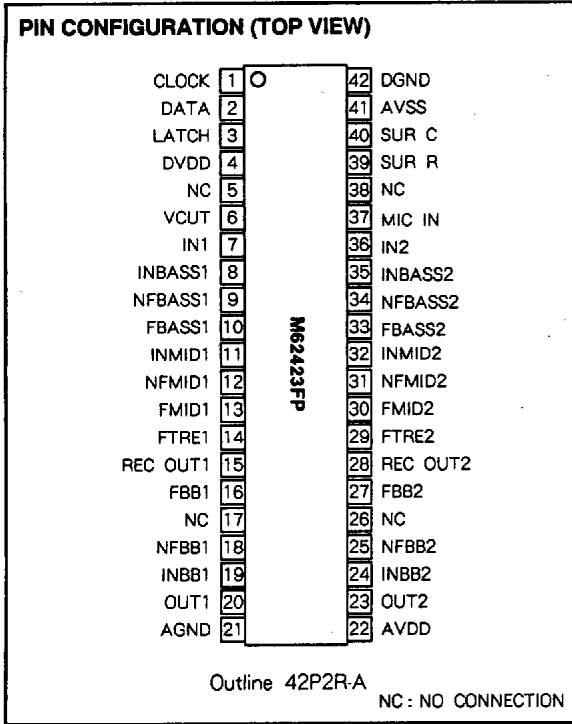 PIN CONFIGURATION (TOP VIEW)
CLOCK 1 42 DGND
DATA 2 41 AVSS
LATCH 3 40 SUR C
DVDD 4 39 SUR R
NC 5 38 NC
VCUT 6 37 MIC IN
IN1 7 36 IN2
INBASS1 8 35 INBASS2
NFBASS1 9 34 NFBASS2
FBASS1 10 33 FBASS2
INMID1 11 32 INMID2
NFMID1 12 31 NFMID2
FMID1 13 30 FMID2
FTRE1 14 29 FTRE2
REC OUT1 15 28 REC OUT2
FBB1 16 27 FBB2
NC 17 26 NC
NFBB1 18 25 NFBB2
INBB1 19 24 INBB2
OUT1 20 23 OUT2
AGND 21 22 AVDD
M62423FP
Outline 42P2R-A
NC : NO CONNECTION